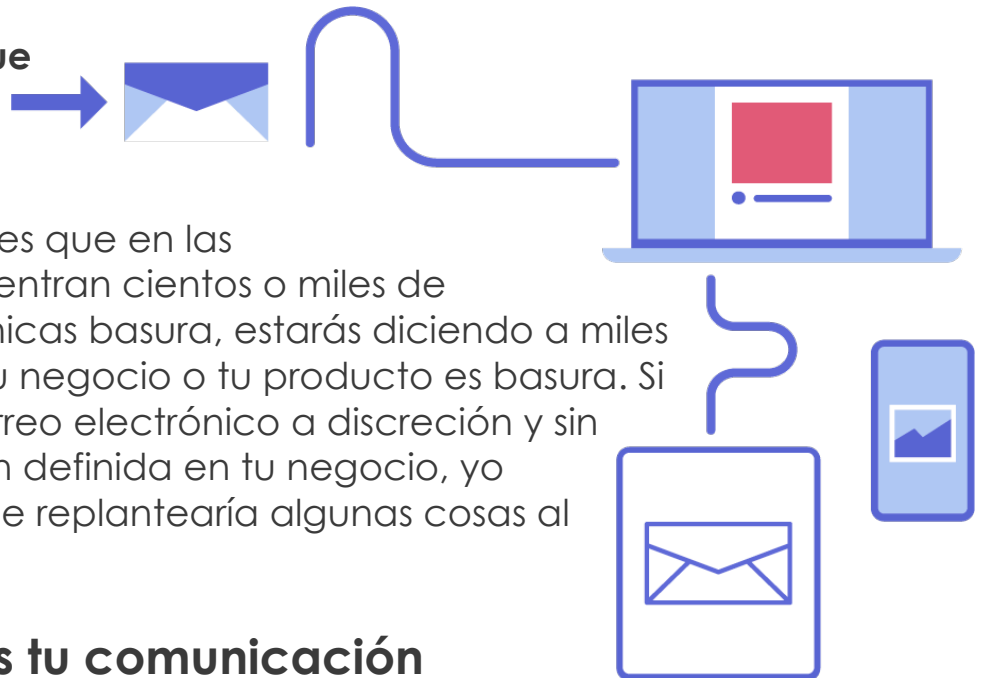 ue
es que en las
entran cientos o miles de
nicas basura, estarás diciendo a miles
u negocio o tu producto es basura. Si
rreo electrónico a discreción y sin
n definida en tu negocio, yo
e replantearía algunas cosas al
s tu comunicación